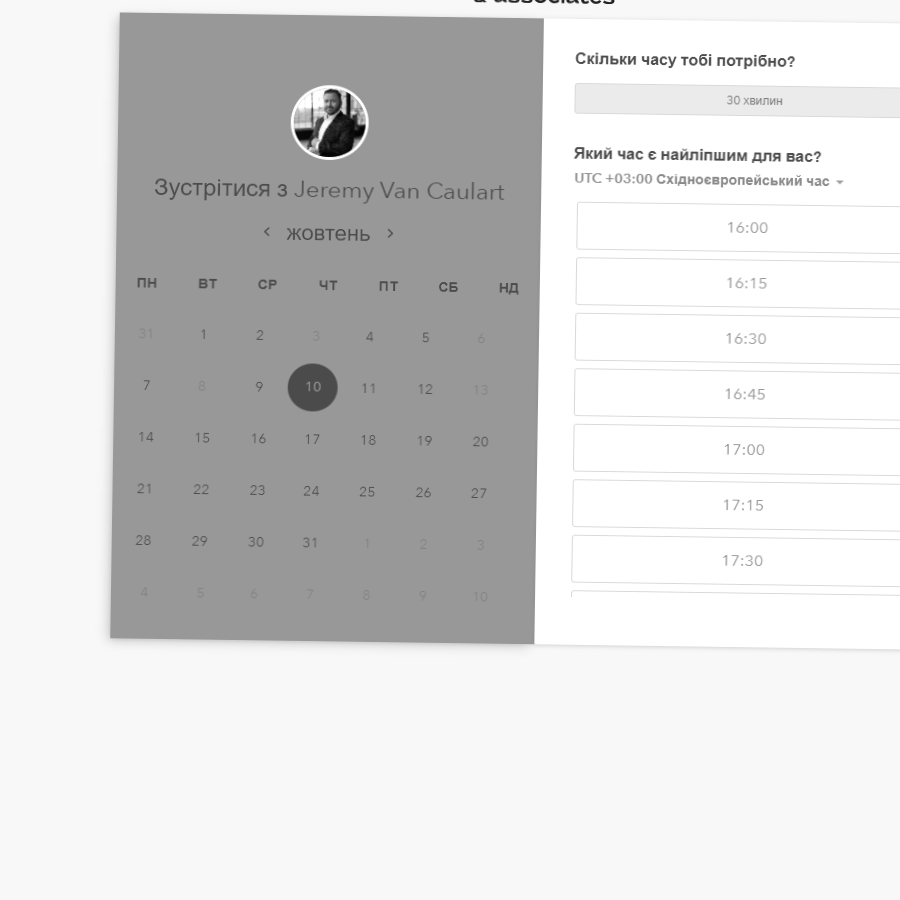 & associates
Зустрітися з Jeremy Van Caulart
‹ жовтень ›
ПН ВТ СР ЧТ ПТ СБ НД
31 1 2 3 4 5 6
7 8 9 10 11 12 13
14 15 16 17 18 19 20
21 22 23 24 25 26 27
28 29 30 31 1 2 3
4 5 6 7 8 9 10
Скільки часу тобі потрібно?
30 хвилин
Який час є найліпшим для вас?
UTC +03:00 Східноєвропейський час
16:00
16:15
16:30
16:45
17:00
17:15
17:30